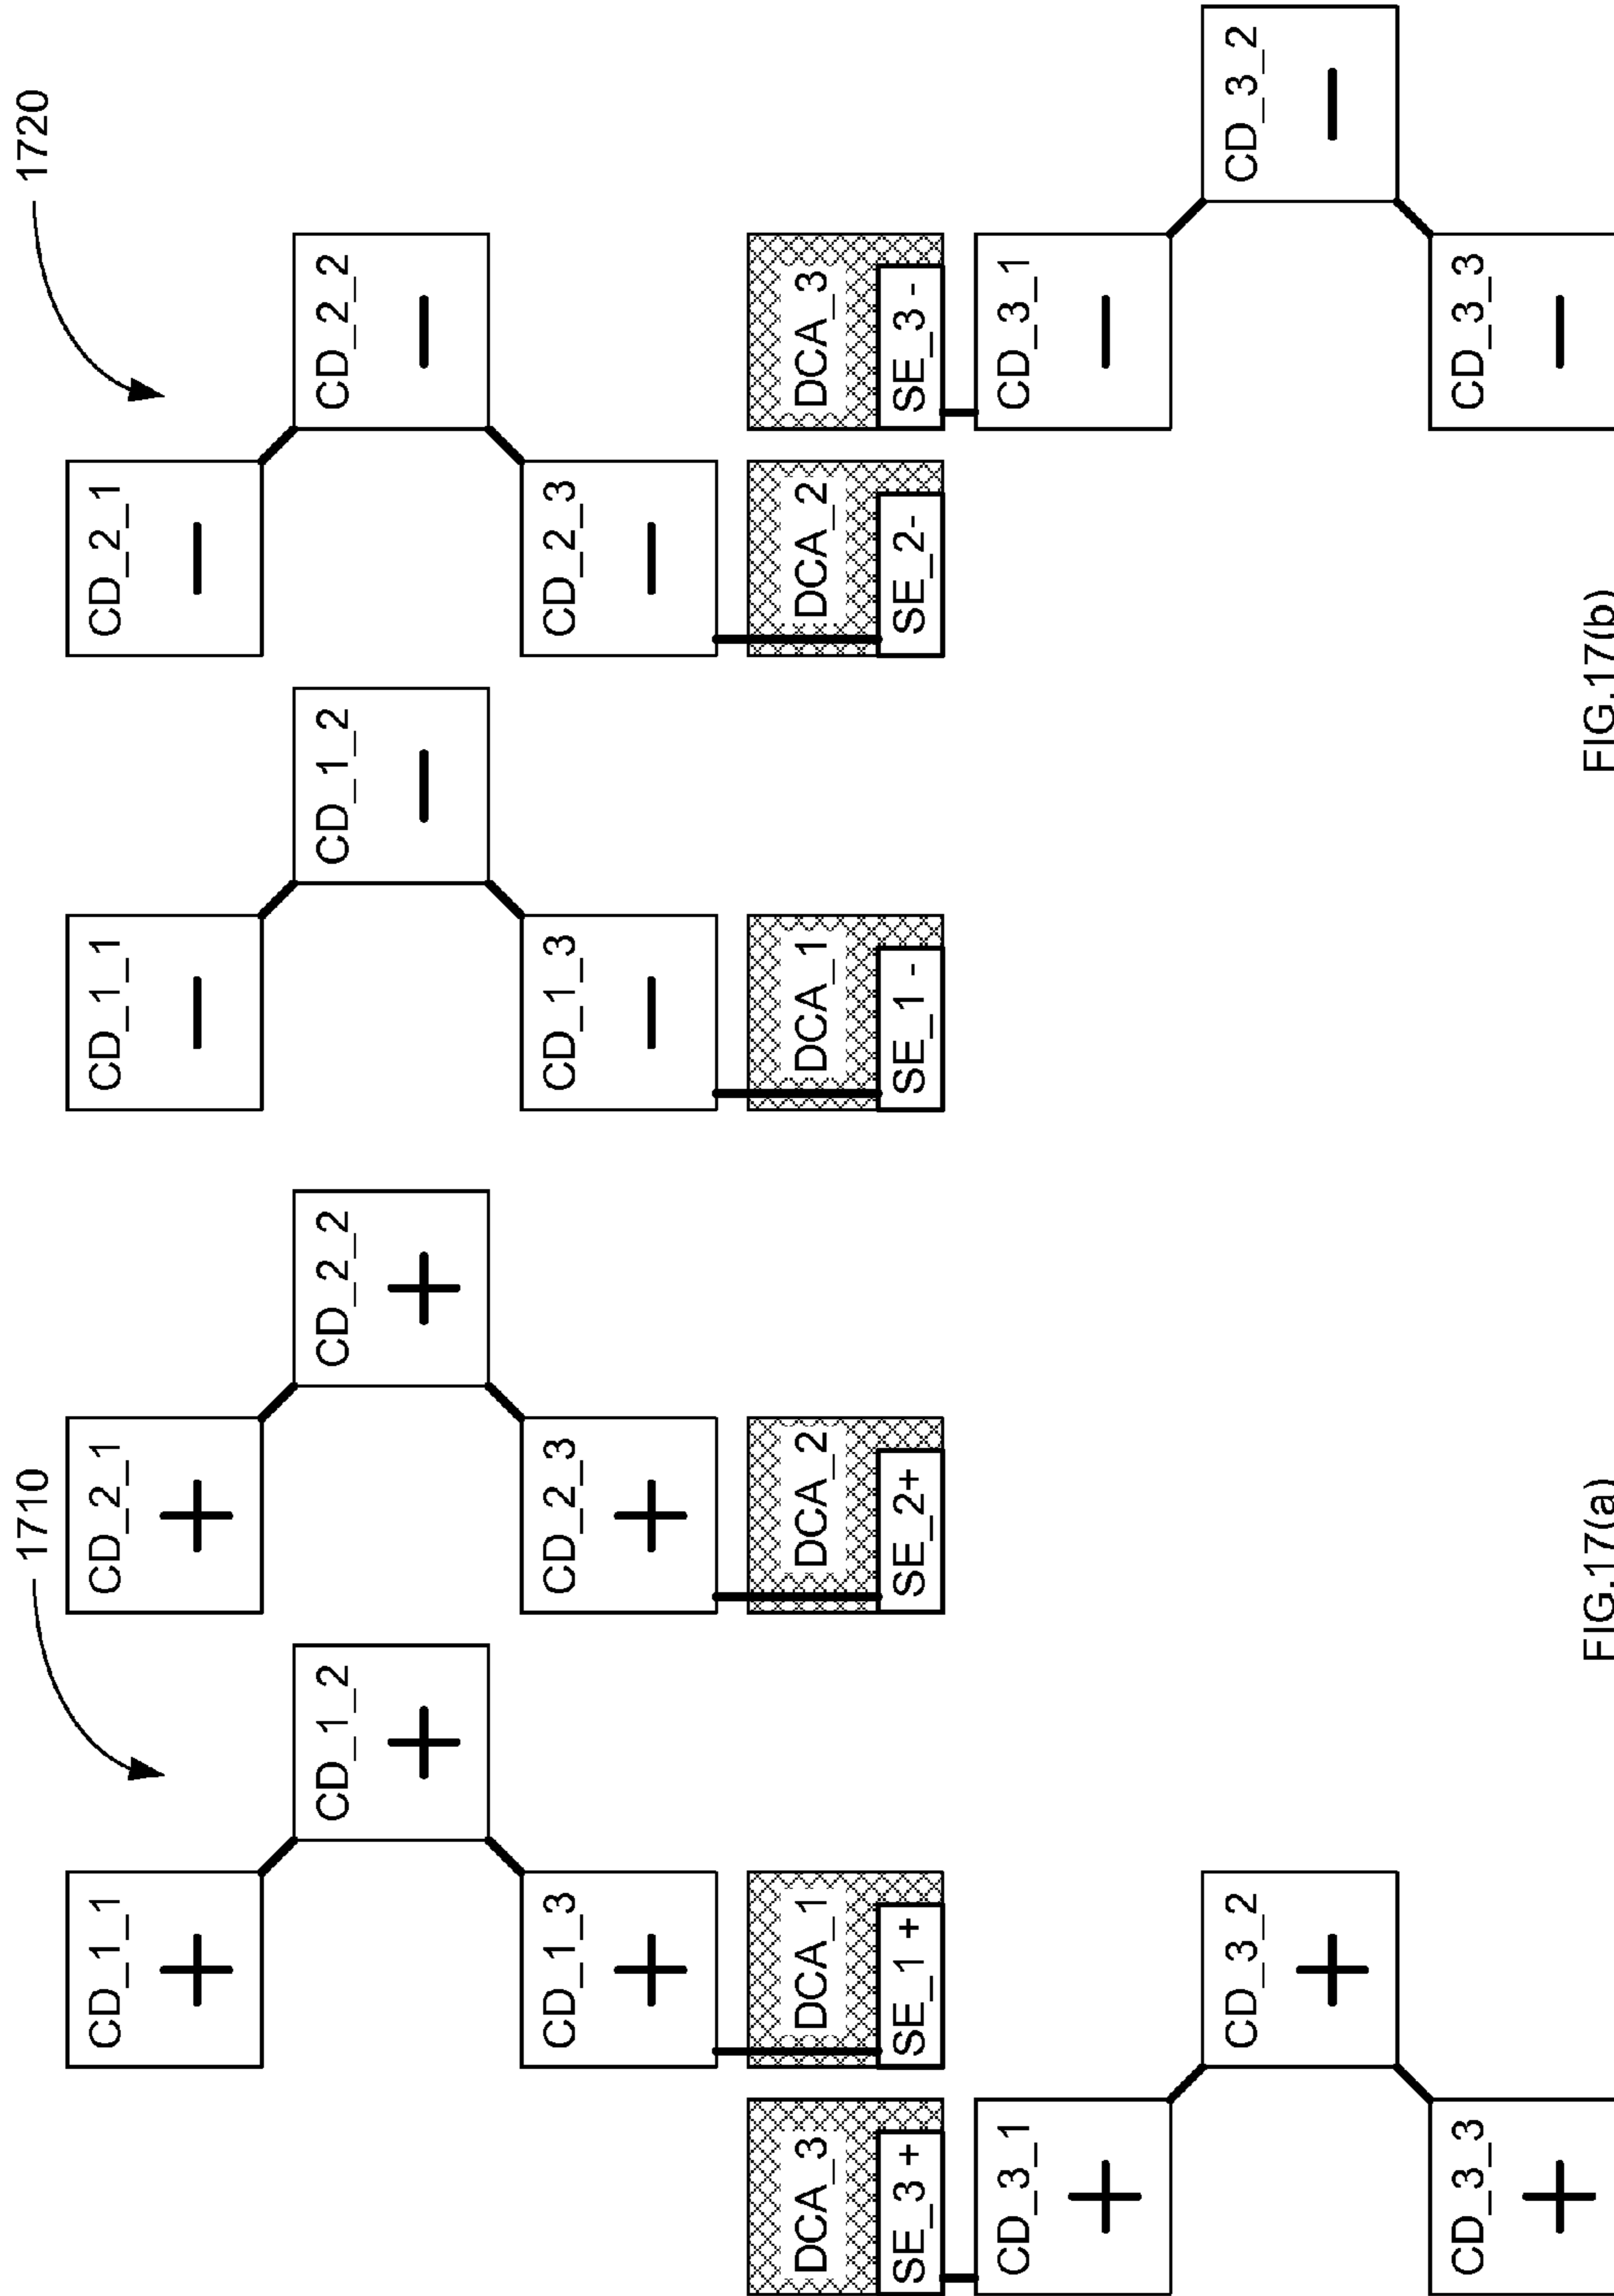 1710
1720
CD_1_1
+
CD_2_1
+
CD_1_1
−
CD_2_1
−
CD_1_2
+
CD_2_2
+
CD_1_2
−
CD_2_2
−
CD_1_3
+
CD_2_3
+
CD_1_3
−
CD_2_3
−
DCA_3
DCA_1
DCA_2
DCA_1
DCA_2
DCA_3
SE_3 +
SE_1 +
SE_2+
SE_1 -
SE_2-
SE_3 -
CD_3_1
+
CD_3_1
−
CD_3_2
+
CD_3_2
−
CD_3_3
+
CD_3_3
−
FIG.17(a)
FIG.17(b)